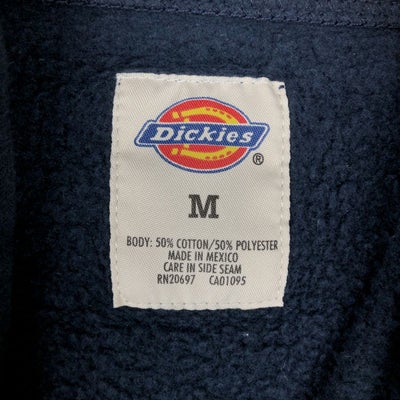 Dickies
®
M
BODY: 50% COTTON/50% POLYESTER
MADE IN MEXICO
CARE IN SIDE SEAM
RN20697 CA01095